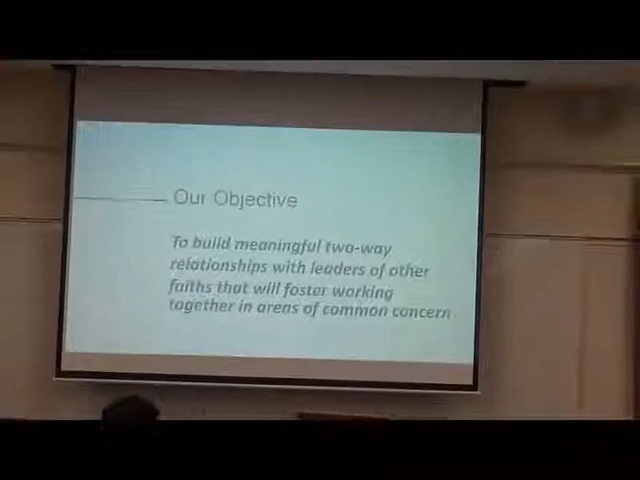 Our Objective
To build meaningful two-way
relationships with leaders of other
faiths that will foster working
together in areas of common concern